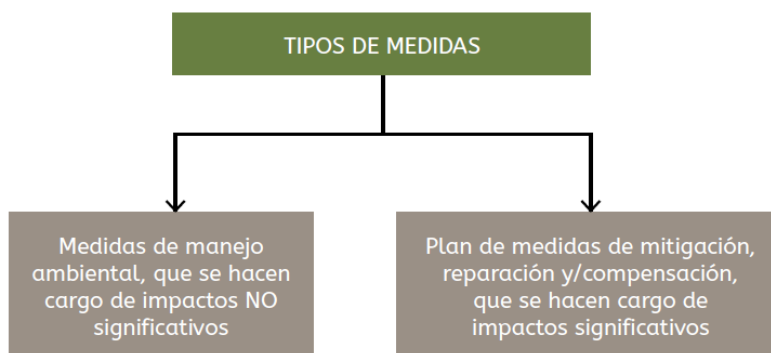 TIPOS DE MEDIDAS
Medidas de manejo
ambiental, que se hacen
cargo de impactos NO
significativos
Plan de medidas de mitigación,
reparación y/compensación,
que se hacen cargo de
impactos significativos